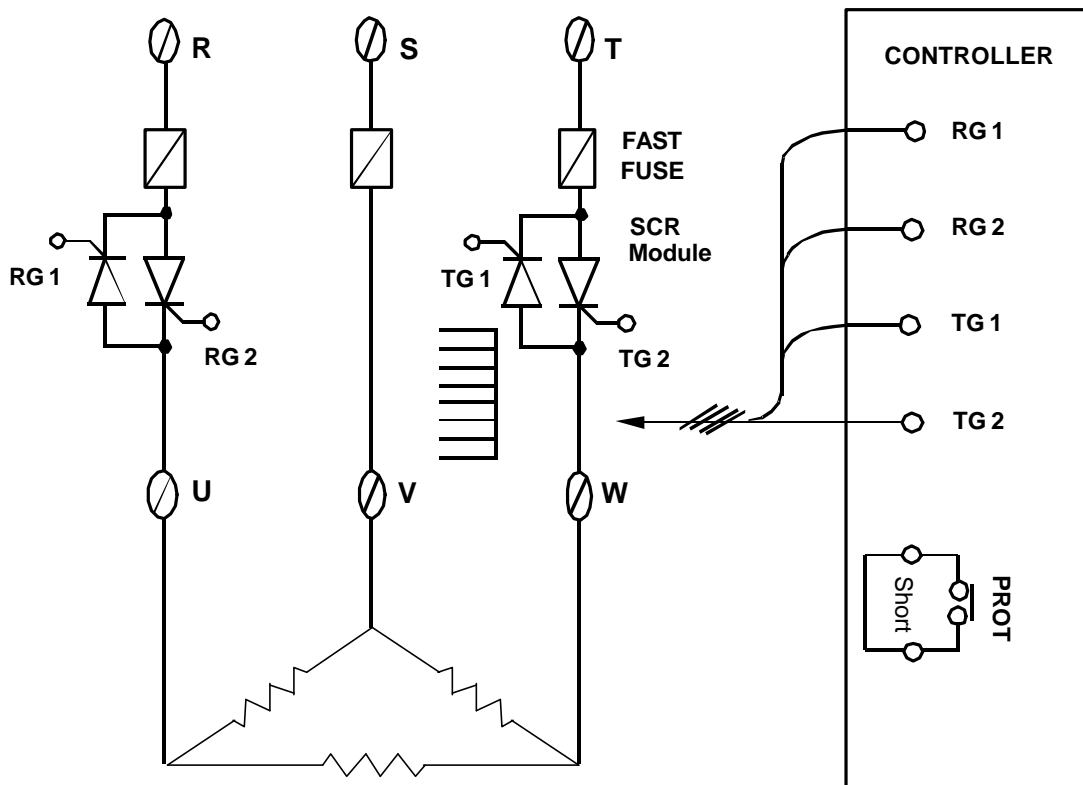 R
S
T
CONTROLLER
FAST
FUSE
RG 1
RG 2
SCR
Module
RG 1
TG 1
TG 1
RG 2
TG 2
TG 2
U
V
W
Short
PROT